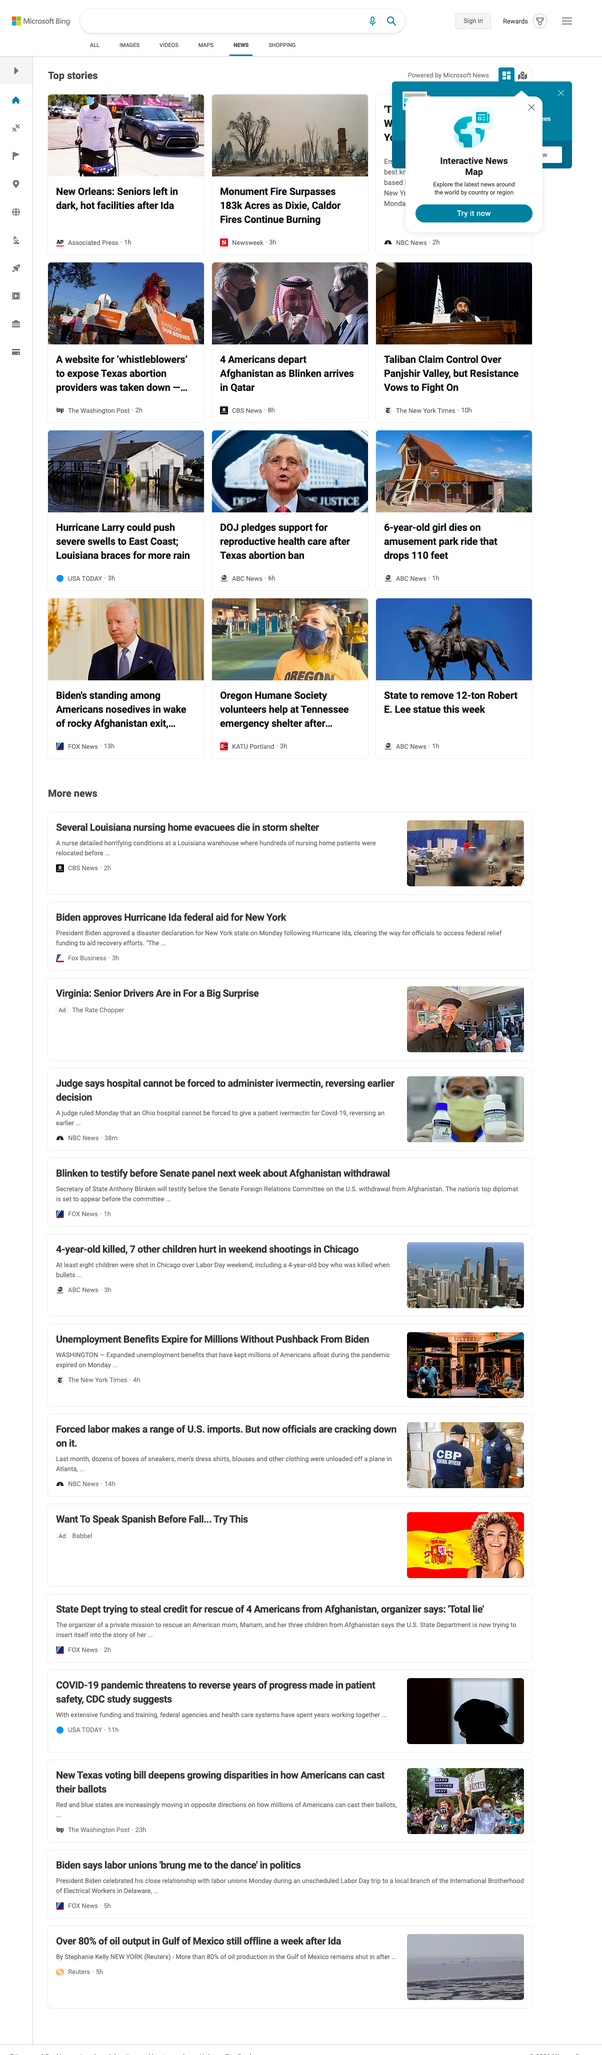 Microsoft Bing
Sign in
Rewards
ALL
IMAGES
VIDEOS
MAPS
NEWS
SHOPPING
Top stories
Powered by Microsoft News
Interactive News
Map
Explore the latest news around
the world by country or region
Try it now
New Orleans: Seniors left in
dark, hot facilities after Ida
AP Associated Press · 1h
Monument Fire Surpasses
183k Acres as Dixie, Caldor
Fires Continue Burning
N Newsweek · 3h
NBC News · 2h
A website for ‘whistleblowers’
to expose Texas abortion
providers was taken down —...
wp The Washington Post · 2h
4 Americans depart
Afghanistan as Blinken arrives
in Qatar
CBS News · 8h
Taliban Claim Control Over
Panjshir Valley, but Resistance
Vows to Fight On
The New York Times · 10h
Hurricane Larry could push
severe swells to East Coast;
Louisiana braces for more rain
USA TODAY · 3h
DOJ pledges support for
reproductive health care after
Texas abortion ban
ABC News · 6h
6-year-old girl dies on
amusement park ride that
drops 110 feet
ABC News · 1h
Biden's standing among
Americans nosedives in wake
of rocky Afghanistan exit,...
FOX News · 13h
OREGON
Oregon Humane Society
volunteers help at Tennessee
emergency shelter after...
KATU Portland · 3h
State to remove 12-ton Robert
E. Lee statue this week
ABC News · 1h
More news
Several Louisiana nursing home evacuees die in storm shelter
A nurse detailed horrifying conditions at a Louisiana warehouse where hundreds of nursing home patients were
relocated before ...
CBS News · 2h
Biden approves Hurricane Ida federal aid for New York
President Biden approved a disaster declaration for New York state on Monday following Hurricane Ida, clearing the way for officials to access federal relief
funding to aid recovery efforts. "The ...
Fox Business · 3h
Virginia: Senior Drivers Are in For a Big Surprise
Ad The Rate Chopper
Judge says hospital cannot be forced to administer ivermectin, reversing earlier
decision
A judge ruled Monday that an Ohio hospital cannot be forced to give a patient ivermectin for Covid-19, reversing an
earlier ...
NBC News · 38m
Blinken to testify before Senate panel next week about Afghanistan withdrawal
Secretary of State Anthony Blinken will testify before the Senate Foreign Relations Committee on the U.S. withdrawal from Afghanistan. The nation's top diplomat
is set to appear before the committee ...
FOX News · 1h
4-year-old killed, 7 other children hurt in weekend shootings in Chicago
At least eight children were shot in Chicago over Labor Day weekend, including a 4-year-old boy who was killed when
bullets ...
ABC News · 3h
Unemployment Benefits Expire for Millions Without Pushback From Biden
WASHINGTON — Expanded unemployment benefits that have kept millions of Americans afloat during the pandemic
expired on Monday ...
The New York Times · 4h
Forced labor makes a range of U.S. imports. But now officials are cracking down
on it.
Last month, dozens of boxes of sneakers, men's dress shirts, blouses and other clothing were unloaded off a plane in
Atlanta, ...
NBC News · 14h
CBP
Want To Speak Spanish Before Fall... Try This
Ad Babbel
State Dept trying to steal credit for rescue of 4 Americans from Afghanistan, organizer says: 'Total lie'
The organizer of a private mission to rescue an American mom, Mariam, and her three children from Afghanistan says the U.S. State Department is now trying to
insert itself into the story of her ...
FOX News · 2h
COVID-19 pandemic threatens to reverse years of progress made in patient
safety, CDC study suggests
With extensive funding and training, federal agencies and health care systems have spent years working together ...
USA TODAY · 11h
New Texas voting bill deepens growing disparities in how Americans can cast
their ballots
Red and blue states are increasingly moving in opposite directions on how millions of Americans can cast their ballots,
...
wp The Washington Post · 23h
Biden says labor unions 'brung me to the dance' in politics
President Biden celebrated his close relationship with labor unions Monday during an unscheduled Labor Day trip to a local branch of the International Brotherhood
of Electrical Workers in Delaware, ...
FOX News · 5h
Over 80% of oil output in Gulf of Mexico still offline a week after Ida
By Stephanie Kelly NEW YORK (Reuters) - More than 80% of oil production in the Gulf of Mexico remains shut in after ...
Reuters · 5h